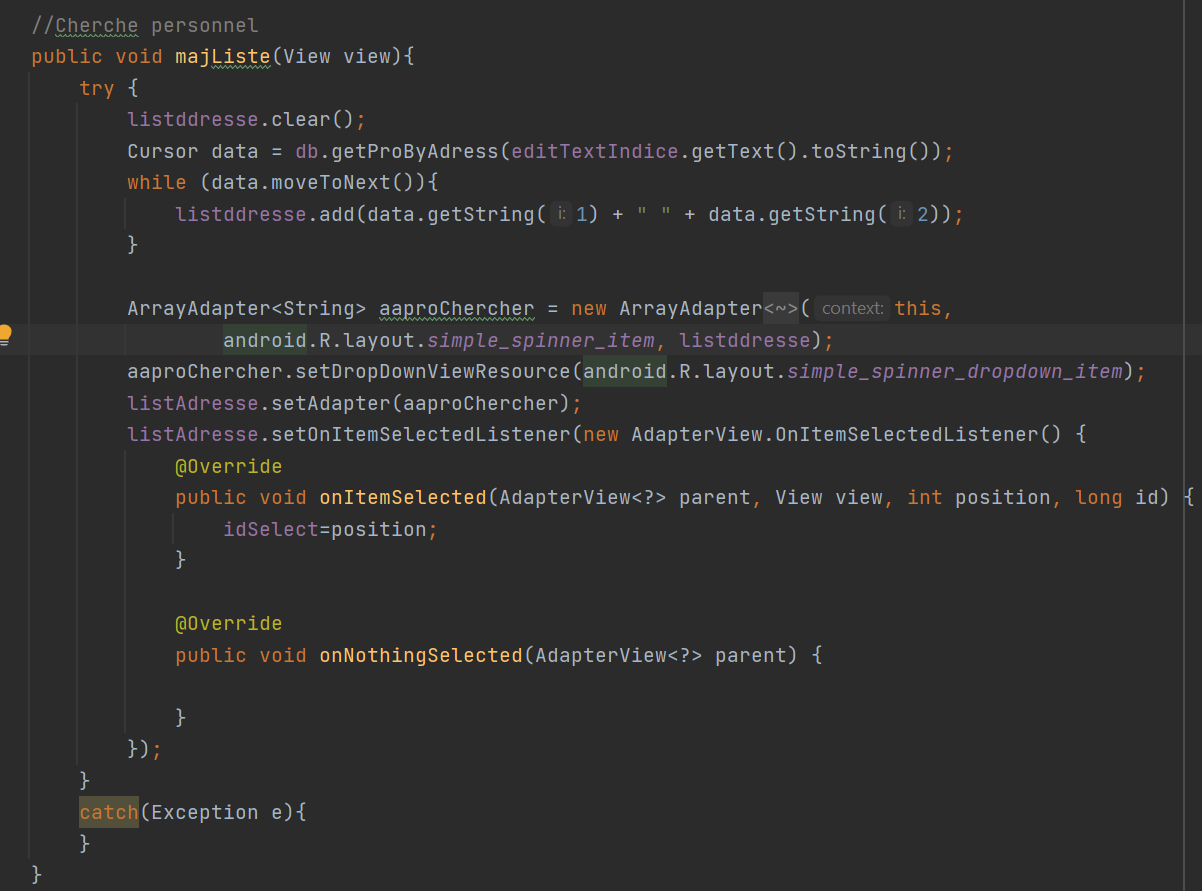 //Cherche personnel
public void majListe(View view){
try {
listddresse.clear();
Cursor data = db.getProByAdress(editTextIndice.getText().toString());
while (data.moveToNext()){
listddresse.add(data.getString( i: 1) + " " + data.getString( i: 2));
}
ArrayAdapter<String> aaproChercher = new ArrayAdapter<~>( context: this,
android.R.layout.simple_spinner_item, listddresse);
aaproChercher.setDropDownViewResource(android.R.layout.simple_spinner_dropdown_item);
listAdresse.setAdapter(aaproChercher);
listAdresse.setOnItemSelectedListener(new AdapterView.OnItemSelectedListener() {
@Override
public void onItemSelected(AdapterView<?> parent, View view, int position, long id) {
idSelect=position;
}
@Override
public void onNothingSelected(AdapterView<?> parent) {
}
});
}
catch(Exception e){
}
}